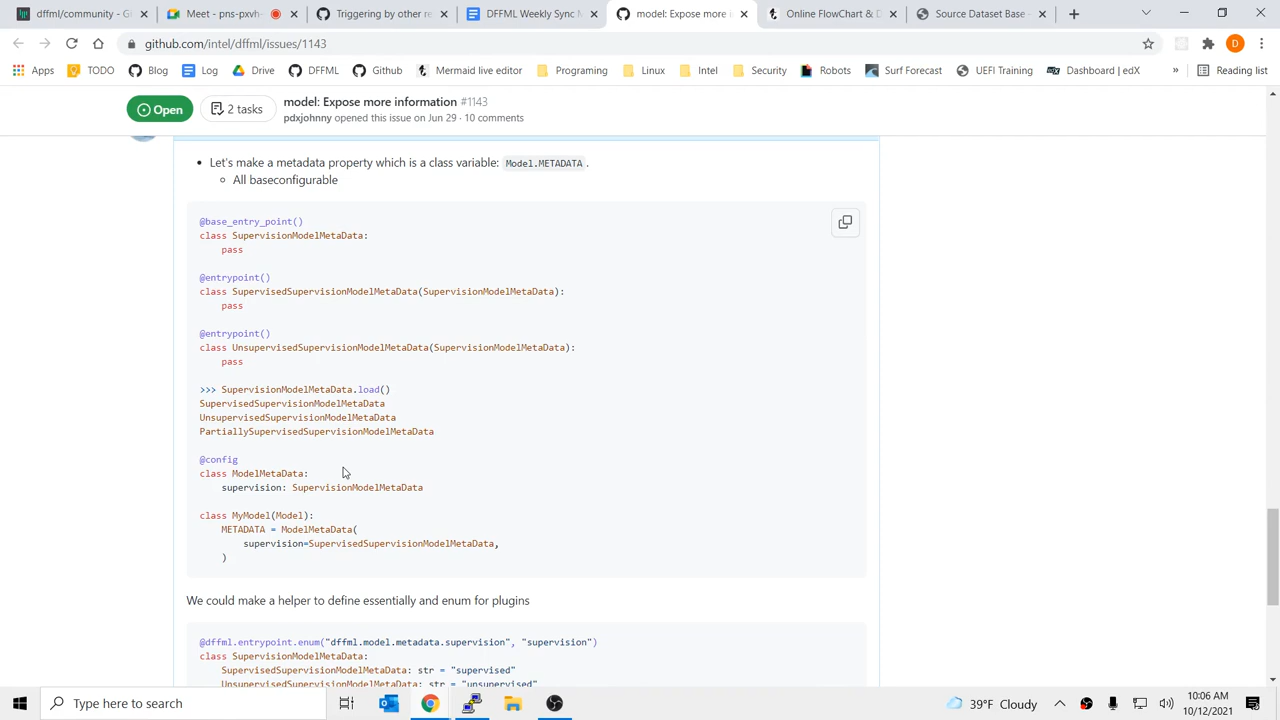 dffml/community - G
Meet - pns-pxvh-
Triggering by other re
DFFML Weekly Sync M
model: Expose more i
Online FlowChart & D
Source Dataset Base -
github.com/intel/dffml/issues/1143
D
Apps
TODO
Blog
Log
Drive
DFFML
Github
Mermaid live editor
Programing
Linux
Intel
Security
Robots
Surf Forecast
UEFI Training
Dashboard | edX
»
Reading list
Open
2 tasks
model: Expose more information #1143
pdxjohnny opened this issue on Jun 29 · 10 comments
• Let's make a metadata property which is a class variable: Model.METADATA.
○ All baseconfigurable
@base_entry_point()
class SupervisionModelMetaData:
pass
@entrypoint()
class SupervisedSupervisionModelMetaData(SupervisionModelMetaData):
pass
@entrypoint()
class UnsupervisedSupervisionModelMetaData(SupervisionModelMetaData):
pass
>>> SupervisionModelMetaData.load()
SupervisedSupervisionModelMetaData
UnsupervisedSupervisionModelMetaData
PartiallySupervisedSupervisionModelMetaData
@config
class ModelMetaData:
supervision: SupervisionModelMetaData
class MyModel(Model):
METADATA = ModelMetaData(
supervision=SupervisedSupervisionModelMetaData,
)
We could make a helper to define essentially and enum for plugins
@dffml.entrypoint.enum("dffml.model.metadata.supervision", "supervision")
class SupervisionModelMetaData:
SupervisedSupervisionModelMetaData: str = "supervised"
UnsupervisedSupervisionModelMetaData: str = "unsupervised"
Type here to search
39°F Cloudy
10:06 AM
10/12/2021